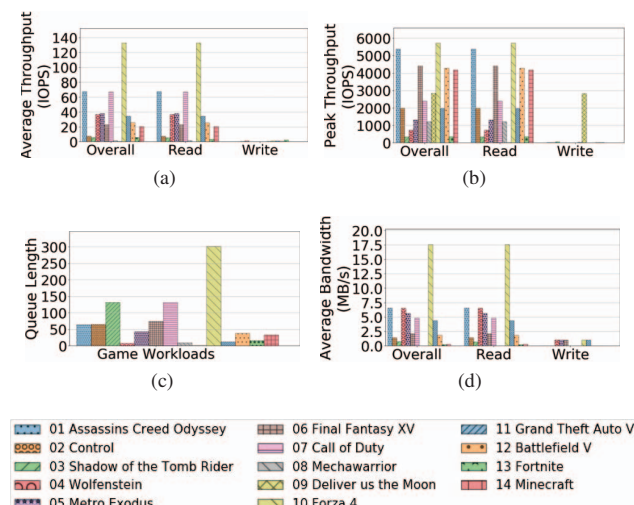 Average Throughput
(IOPS)
140
120
100
80
60
40
20
0
Overall
Read
Write
(a)
Peak Throughput
(IOPS)
6000
5000
4000
3000
2000
1000
0
Overall
Read
Write
(b)
Queue Length
300
250
200
150
100
50
0
Game Workloads
(c)
Average Bandwidth
(MB/s)
20.0
17.5
15.0
12.5
10.0
7.5
5.0
2.5
0.0
Overall
Read
Write
(d)
01 Assassins Creed Odyssey
02 Control
03 Shadow of the Tomb Rider
04 Wolfenstein
05 Metro Exodus
06 Final Fantasy XV
07 Call of Duty
08 Mechawarrior
09 Deliver us the Moon
10 Forza 4
11 Grand Theft Auto V
12 Battlefield V
13 Fortnite
14 Minecraft